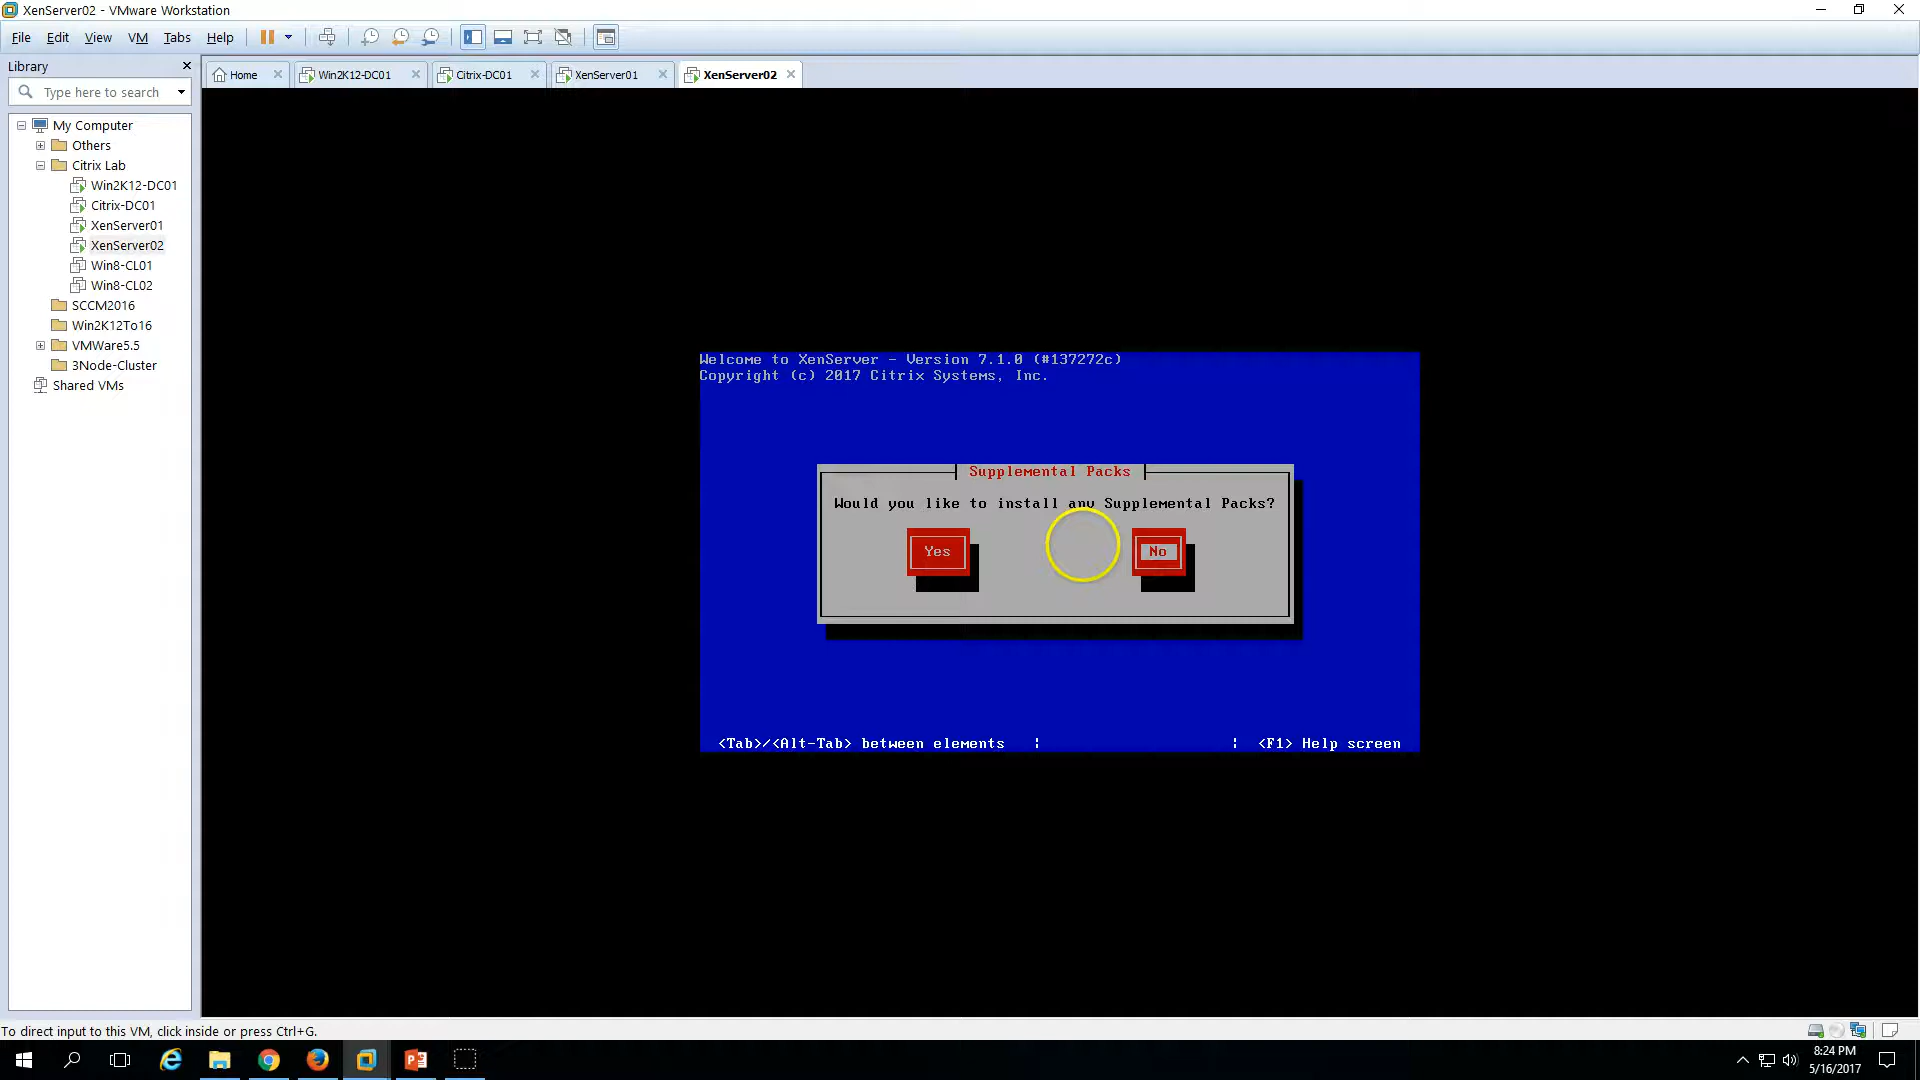 XenServer02 - VMware Workstation
File Edit View VM Tabs Help
Library
Home Win2K12-DC01 Citrix-DC01 XenServer01 XenServer02
Type here to search
My Computer
Others
Citrix Lab
Win2K12-DC01
Citrix-DC01
XenServer01
XenServer02
Win8-CL01
Win8-CL02
SCCM2016
Win2K12To16
VMWare5.5
3Node-Cluster
Shared VMs
Welcome to XenServer - Version 7.1.0 (#137272c)
Copyright (c) 2017 Citrix Systems, Inc.
Supplemental Packs
Would you like to install any Supplemental Packs?
Yes No
<Tab>/<Alt-Tab> between elements ¦ ¦ <F1> Help screen
To direct input to this VM, click inside or press Ctrl+G.
8:24 PM
5/16/2017